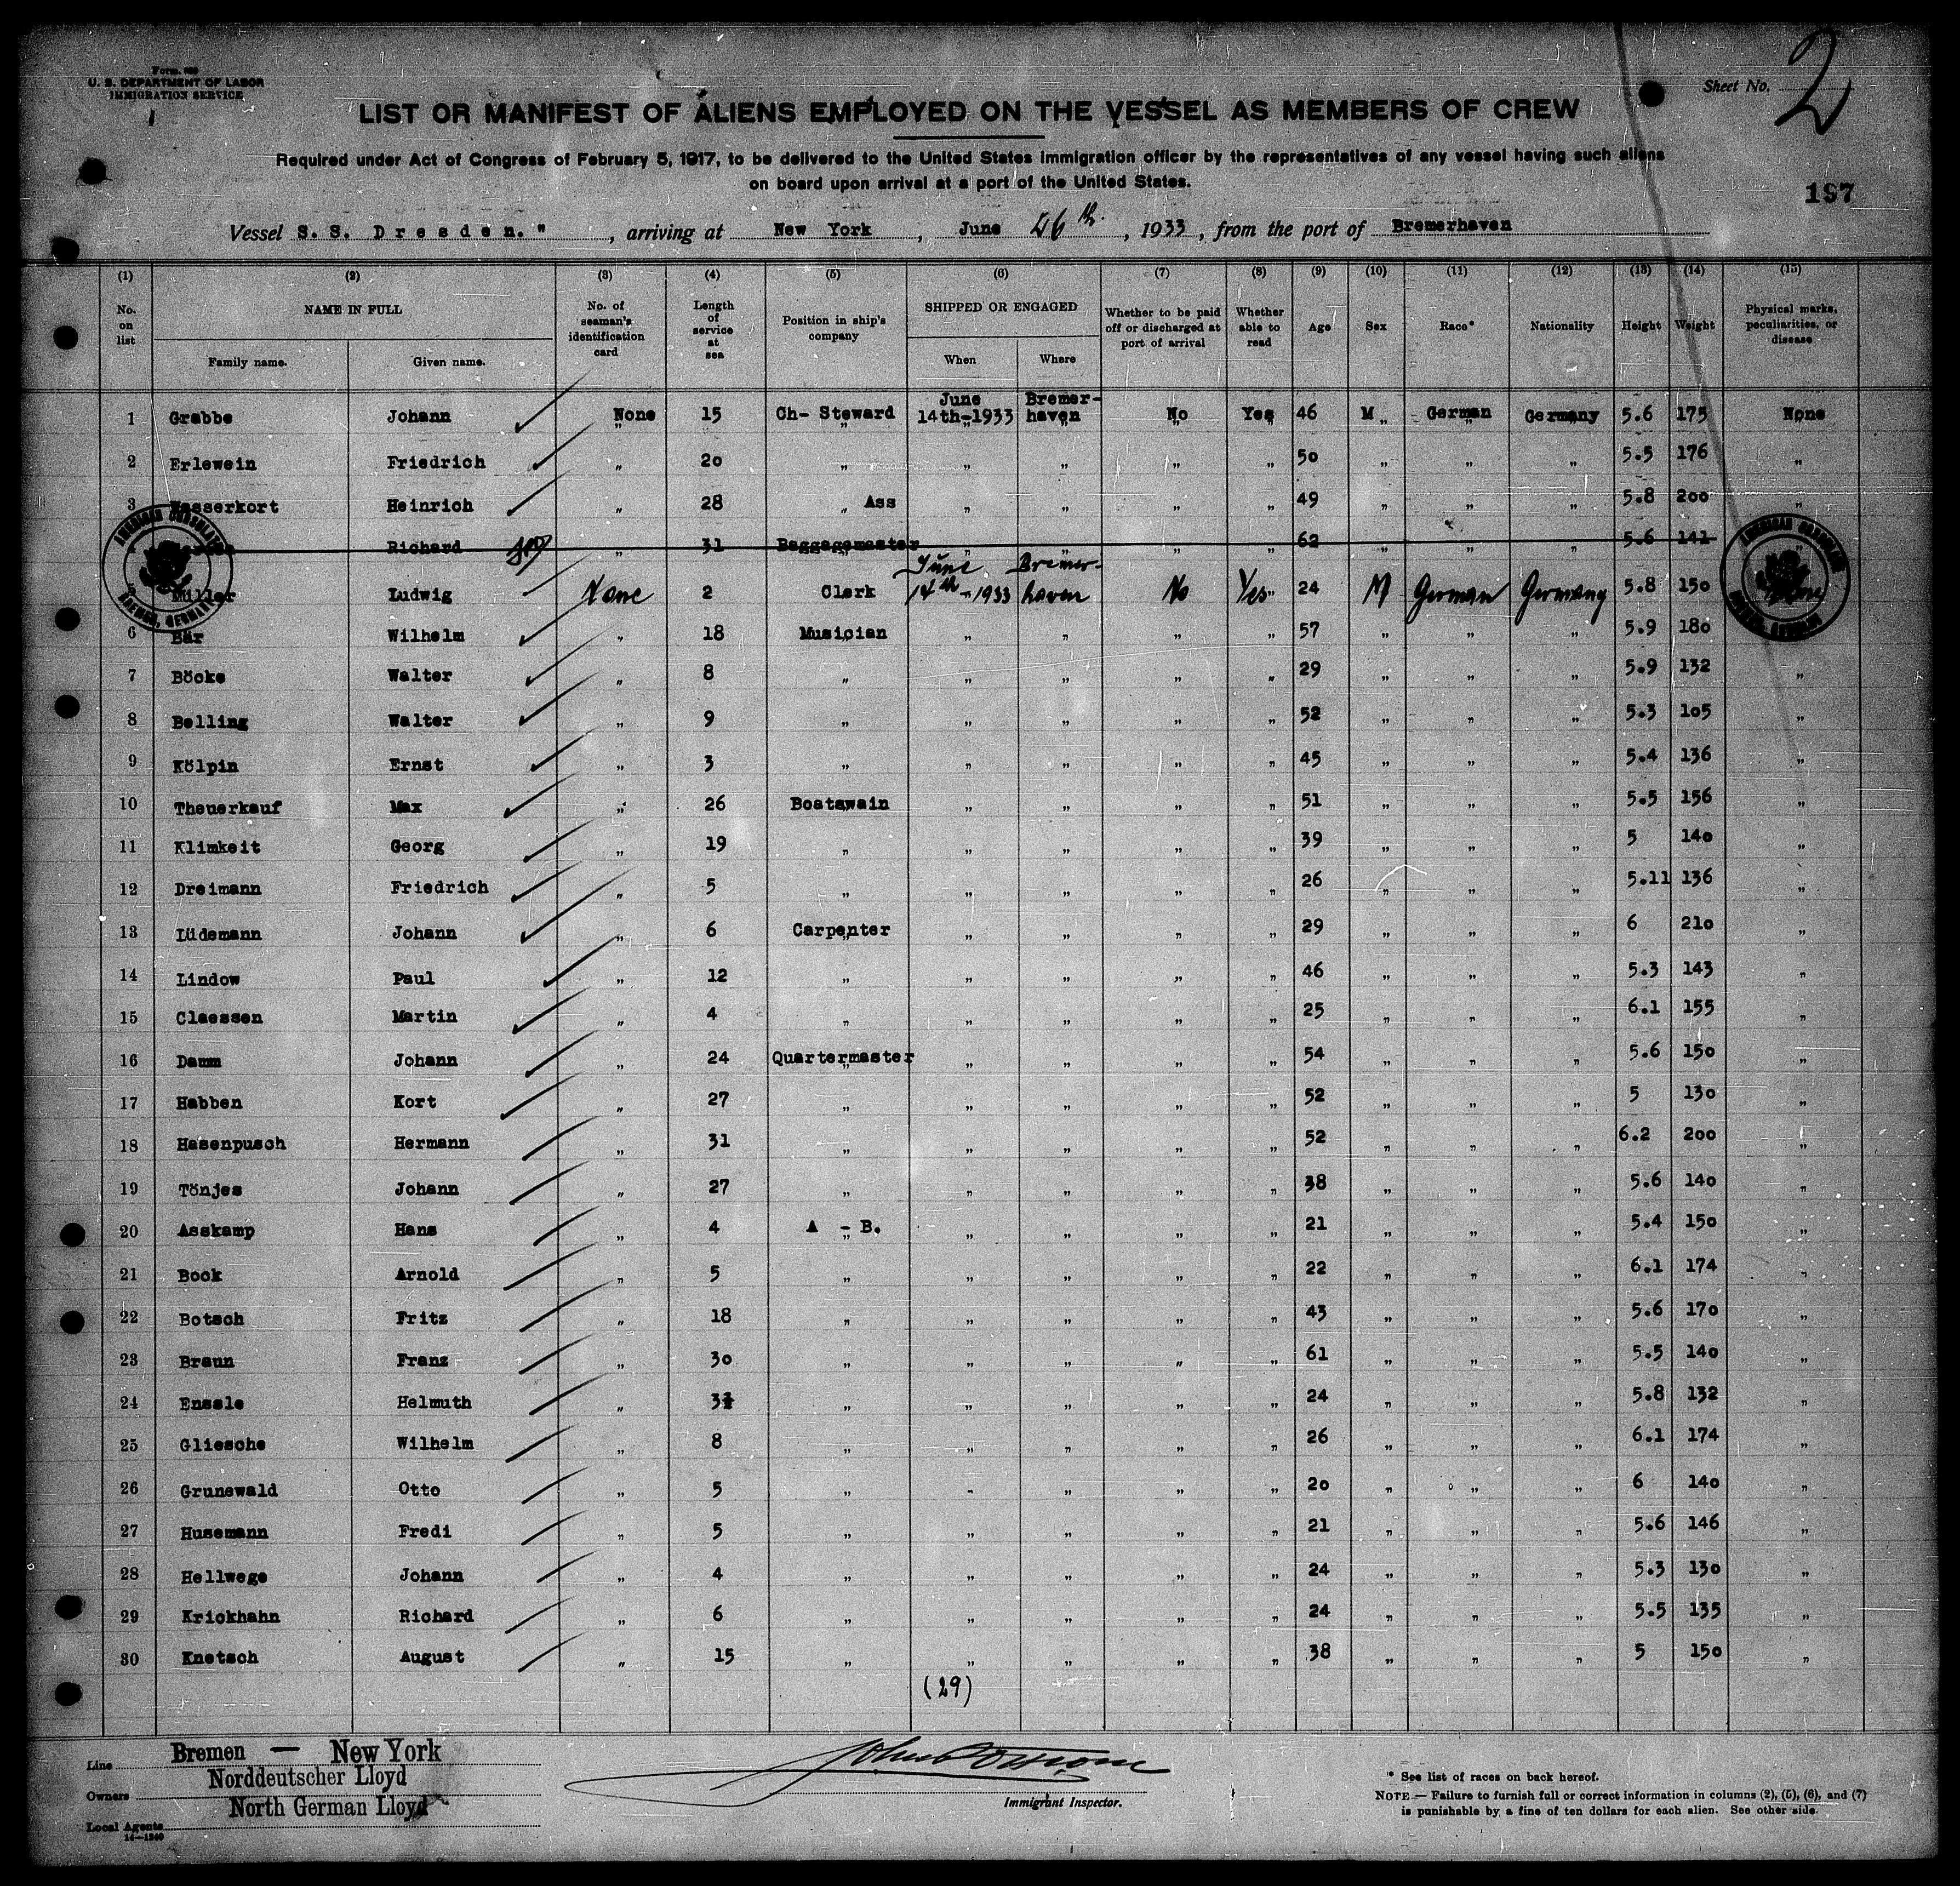 Form 680
U. S. DEPARTMENT OF LABOR
IMMIGRATION SERVICE
Sheet No. 2
LIST OR MANIFEST OF ALIENS EMPLOYED ON THE VESSEL AS MEMBERS OF CREW
Required under Act of Congress of February 5, 1917, to be delivered to the United States immigration officer by the representatives of any vessel having such aliens
on board upon arrival at a port of the United States.
187
Vessel S. S. Dresden. " , arriving at New York , June 26th. , 1933 , from the port of Bremerhaven
(1) (2) (3) (4) (5) (6) (7) (8) (9) (10) (11) (12) (13) (14) (15)
No. on list NAME IN FULL Family name. Given name. No. of seaman's identification card Length of service at sea Position in ship's company SHIPPED OR ENGAGED When Where Whether to be paid off or discharged at port of arrival Whether able to read Age Sex Race* Nationality Height Weight Physical marks, peculiarities, or disease
1 Grabbe Johann None 15 Ch- Steward June 14th-1933 Bremerhaven No Yes 46 M German Germany 5.6 175 None
2 Erlewein Friedrich " 20 " " " " " 50 " " " 5.5 176 "
3 Wasserkort Heinrich " 28 " Ass " " " " 49 " " " 5.8 200 "
Richard " 31 Baggagemaster " " " " 62 " " " 5.6 141 "
Müller Ludwig None 2 Clerk June 14th-1933 Bremerhaven No Yes 24 M German Germany 5.8 150
6 Bär Wilhelm " 18 Musician " " " " 57 " " " 5.9 180
7 Böcke Walter " 8 " " " " " 29 " " " 5.9 132 "
8 Belling Walter " 9 " " " " " 52 " " " 5.3 105 "
9 Kölpin Ernst " 3 " " " " " 45 " " " 5.4 136 "
10 Theuerkauf Max " 26 Boatswain " " " " 51 " " " 5.5 156 "
11 Klimkeit Georg " 19 " " " " " 39 " " " 5 140 "
12 Dreimann Friedrich " 5 " " " " " 26 " " " 5.11 136 "
13 Lüdemann Johann " 6 Carpenter " " " " 29 " " " 6 210 "
14 Lindow Paul " 12 " " " " " 46 " " " 5.3 143 "
15 Claessen Martin " 4 " " " " " 25 " " " 6.1 155 "
16 Damm Johann " 24 Quartermaster " " " " 54 " " " 5.6 150 "
17 Habben Kort " 27 " " " " " 52 " " " 5 130 "
18 Hasenpusch Hermann " 31 " " " " " 52 " " " 6.2 200 "
19 Tönjes Johann " 27 " " " " " 38 " " " 5.6 140 "
20 Asskamp Hans " 4 A - B. " " " " 21 " " " 5.4 150 "
21 Bock Arnold " 5 " " " " " 22 " " " 6.1 174 "
22 Botsch Fritz " 18 " " " " " 43 " " " 5.6 170 "
23 Braun Franz " 30 " " " " " 61 " " " 5.5 140 "
24 Enssle Helmuth " 3 " " " " " 24 " " " 5.8 132 "
25 Gliesche Wilhelm " 8 " " " " " 26 " " " 6.1 174 "
26 Grunewald Otto " 5 " " " " " 20 " " " 6 140 "
27 Husemann Fredi " 5 " " " " " 21 " " " 5.6 146 "
28 Hellwege Johann " 4 " " " " " 24 " " " 5.3 130 "
29 Krickhahn Richard " 6 " " " " " 24 " " " 5.5 135 "
30 Knetsch August " 15 " " " " " 38 " " " 5 150 "
(29)
AMERICAN CONSULATE
BREMEN, GERMANY
AMERICAN CONSULATE
BREMEN, GERMANY
Line Bremen — New York
Owners Norddeutscher Lloyd
Local Agents North German Lloyd
14—1240
Immigrant Inspector.
* See list of races on back hereof.
NOTE.—Failure to furnish full or correct information in columns (2), (5), (6), and (7)
is punishable by a fine of ten dollars for each alien. See other side.